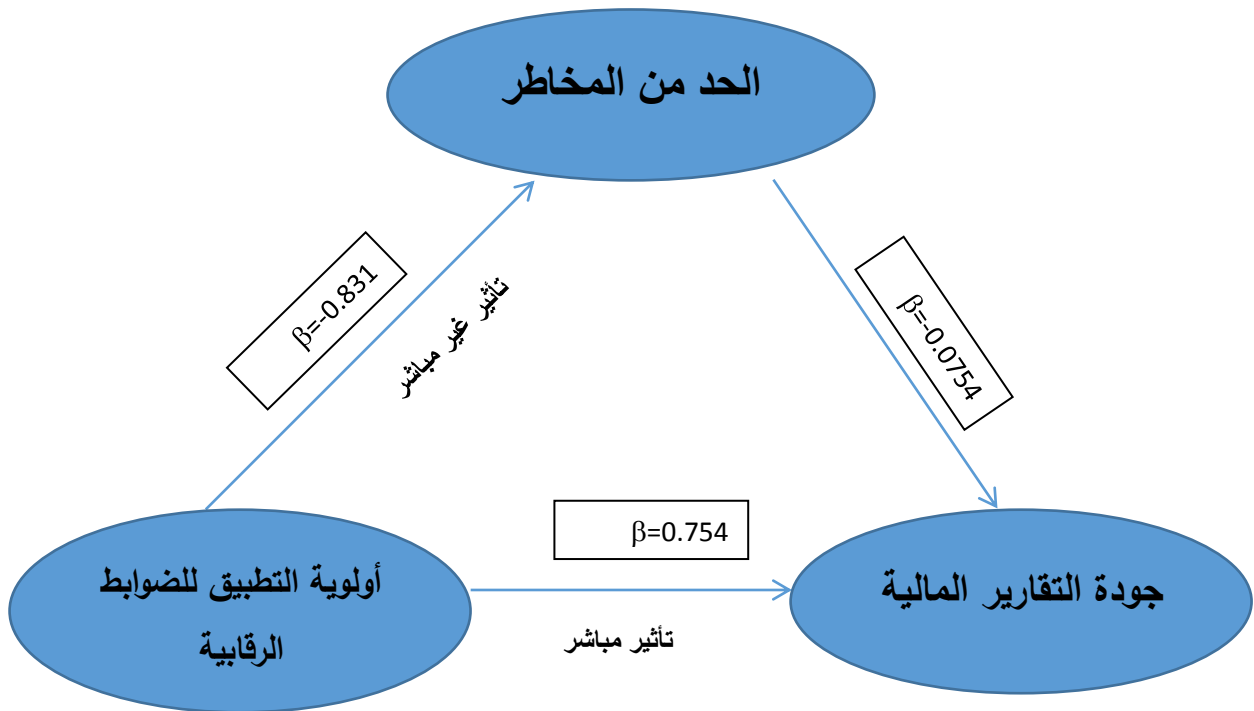 الحد من المخاطر
β=-0.831
تأثير غير مباشر
β=-0.0754
β=0.754
أولوية التطبيق للضوابط
الرقابية
جودة التقارير المالية
تأثير مباشر